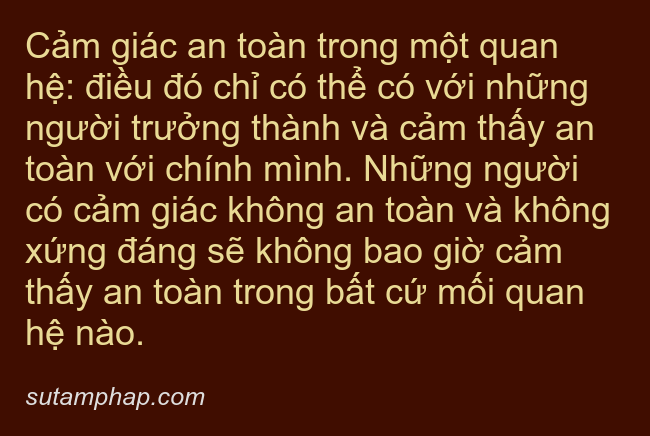 Cảm giác an toàn trong một quan
hệ: điều đó chỉ có thể có với những
người trưởng thành và cảm thấy an
toàn với chính mình. Những người
có cảm giác không an toàn và không
xứng đáng sẽ không bao giờ cảm
thấy an toàn trong bất cứ mối quan
hệ nào.
sutamphap.com